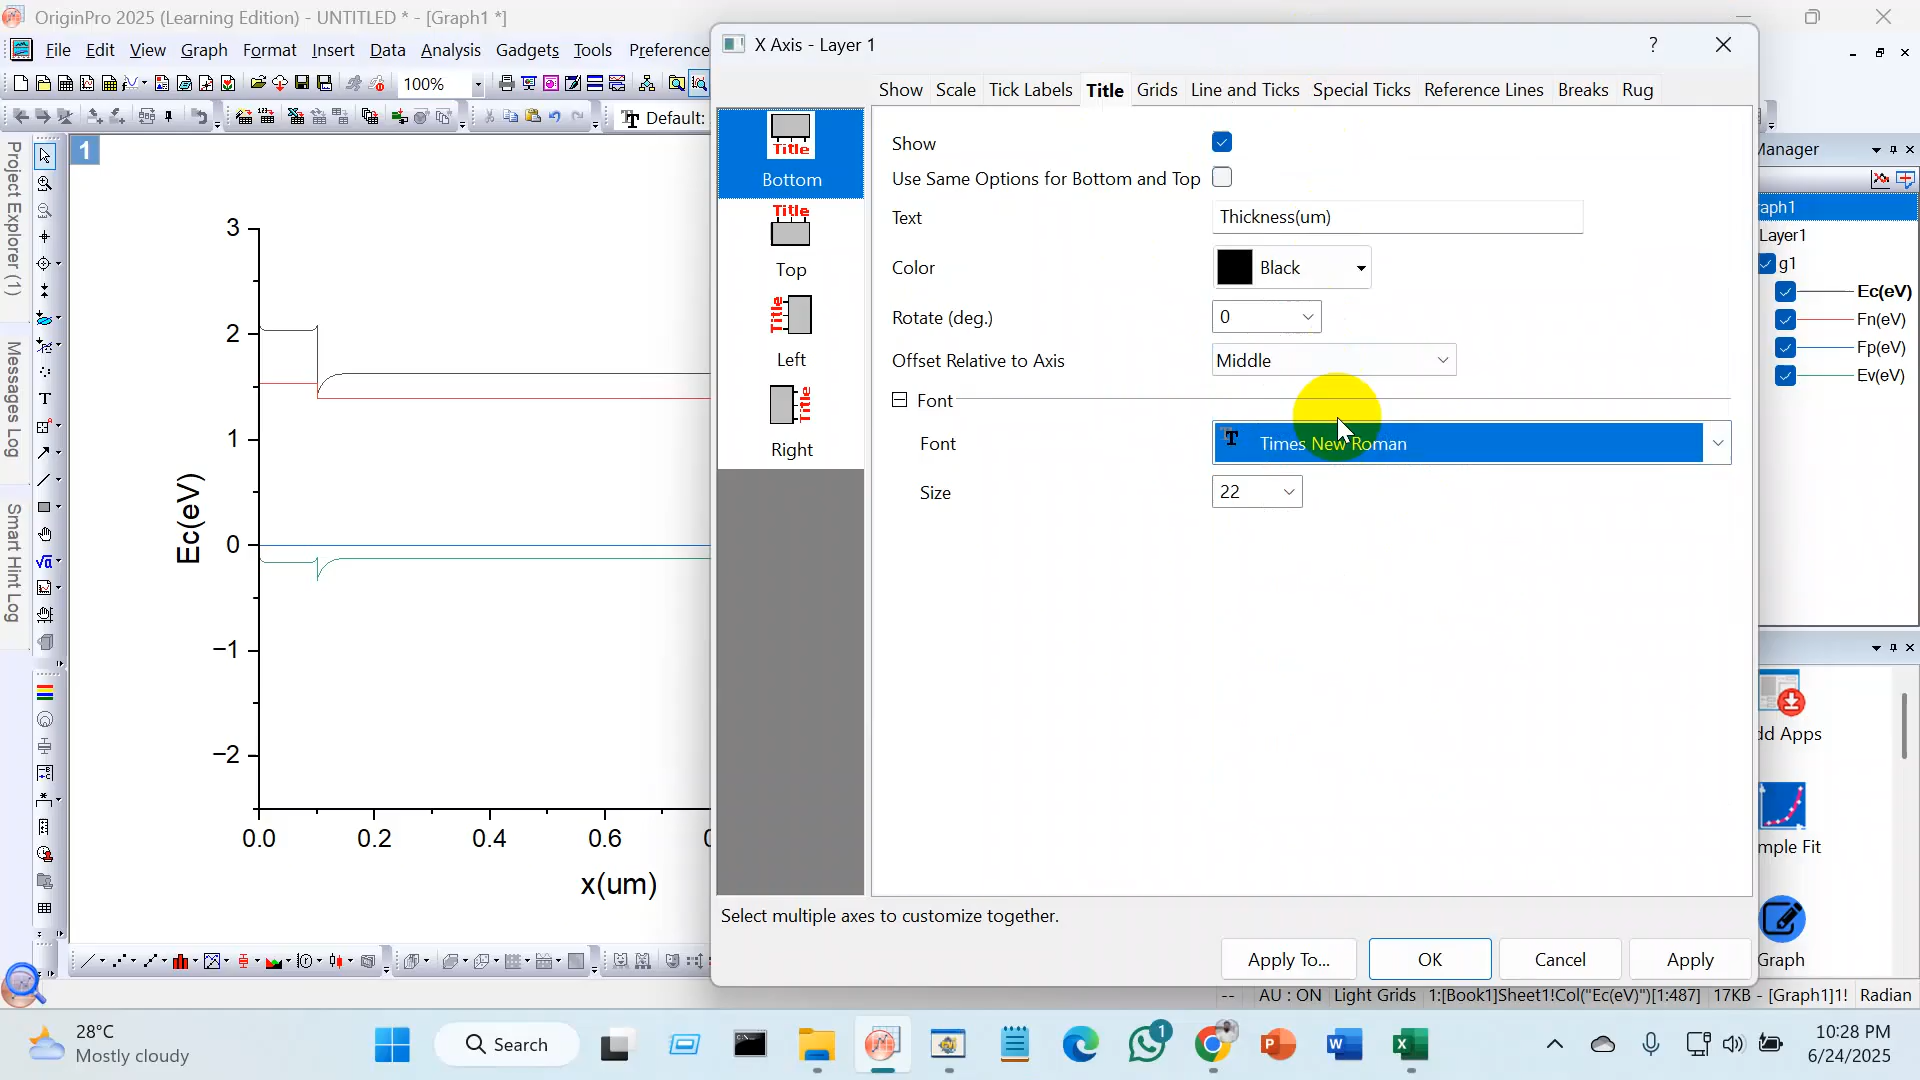 OriginPro 2025 (Learning Edition) - UNTITLED * - [Graph1 *]
File Edit View Graph Format Insert Data Analysis Gadgets Tools Preference
100%
Default:
Project Explorer (1)
Messages Log
Smart Hint Log
1
3
2
1
0
−1
−2
Ec(eV)
0.0 0.2 0.4 0.6
x(um)
X Axis - Layer 1
Show Scale Tick Labels Title Grids Line and Ticks Special Ticks Reference Lines Breaks Rug
Title
Bottom
Title
Top
Title
Left
Title
Right
Show
Use Same Options for Bottom and Top
Text Thickness(um)
Color Black
Rotate (deg.) 0
Offset Relative to Axis Middle
Font
Font Times New Roman
Size 22
Select multiple axes to customize together.
Apply To... OK Cancel Apply
Manager
raph1
Layer1
g1
Ec(eV)
Fn(eV)
Fp(eV)
Ev(eV)
dd Apps
mple Fit
Graph
-- AU : ON Light Grids 1:[Book1]Sheet1!Col("Ec(eV)")[1:487] 17KB - [Graph1]1! Radian
28°C
Mostly cloudy
Search
1
10:28 PM
6/24/2025